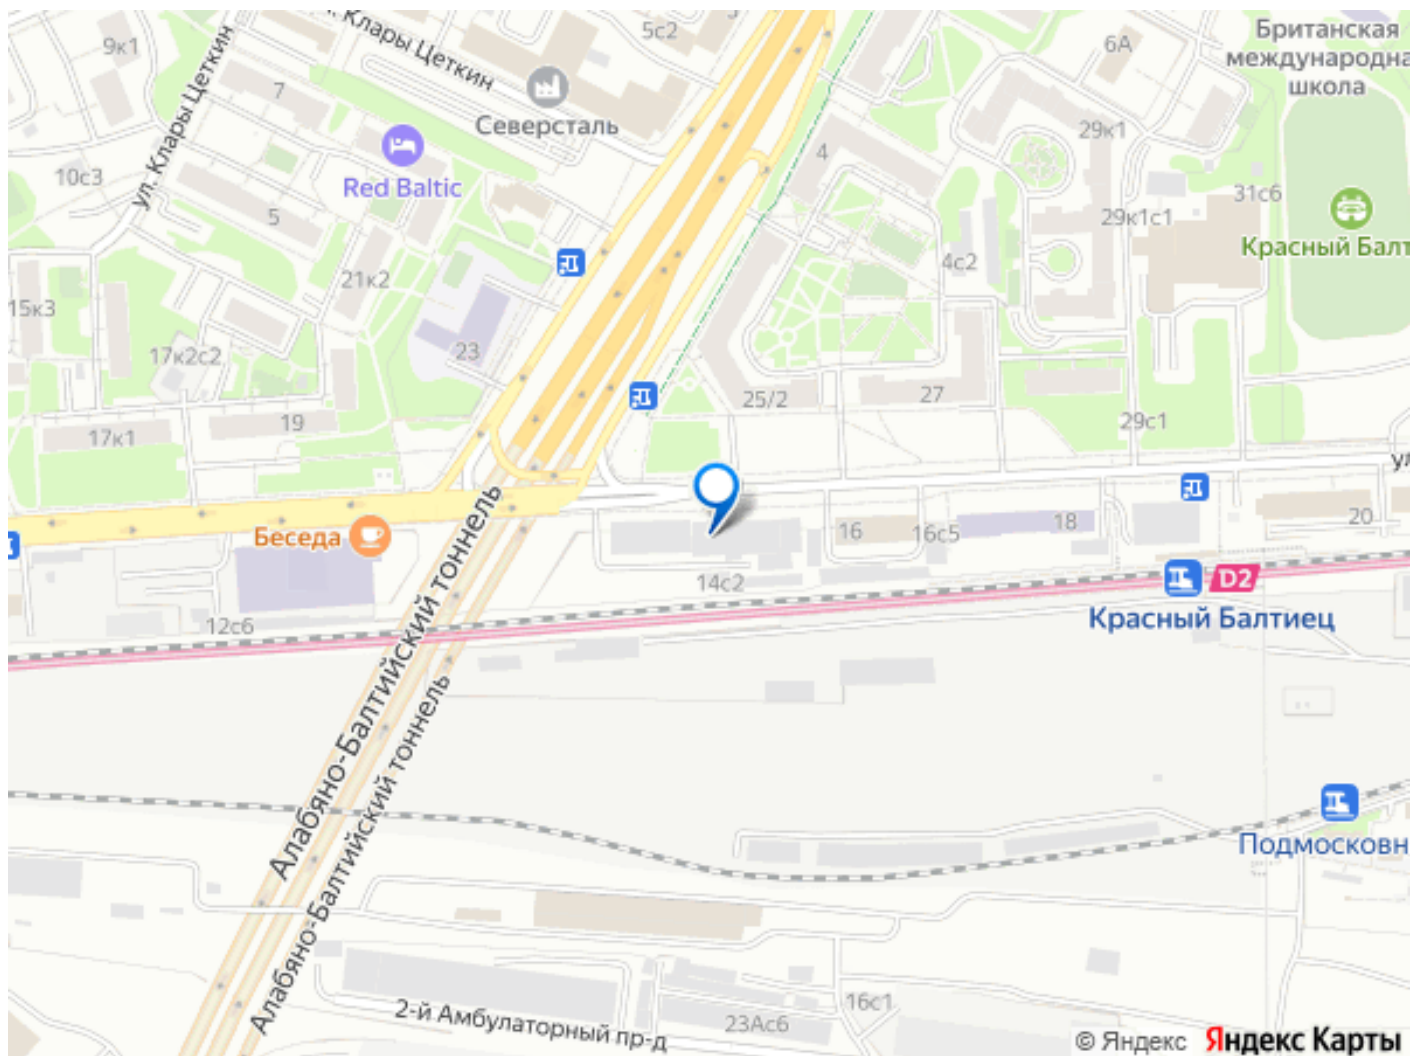 9к1
ул. Клары Цеткин
. Клары Цеткин
5с2
6А
Британская
международна
школа
7
Северсталь
29к1
4
10с3
Red Baltic
31с6
5
29к1с1
Красный Балт
4с2
21к2
15к3
17к2с2
23
25/2
27
19
29с1
17к1
ул
Беседа
16
16с5
18
20
14с2
D2
Красный Балтиец
12с6
Алабяно-Балтийский тоннель
Алабяно-Балтийский тоннель
Подмосковн
2-й Амбулаторный пр-д
16с1
23Ас6
© Яндекс Яндекс Карты